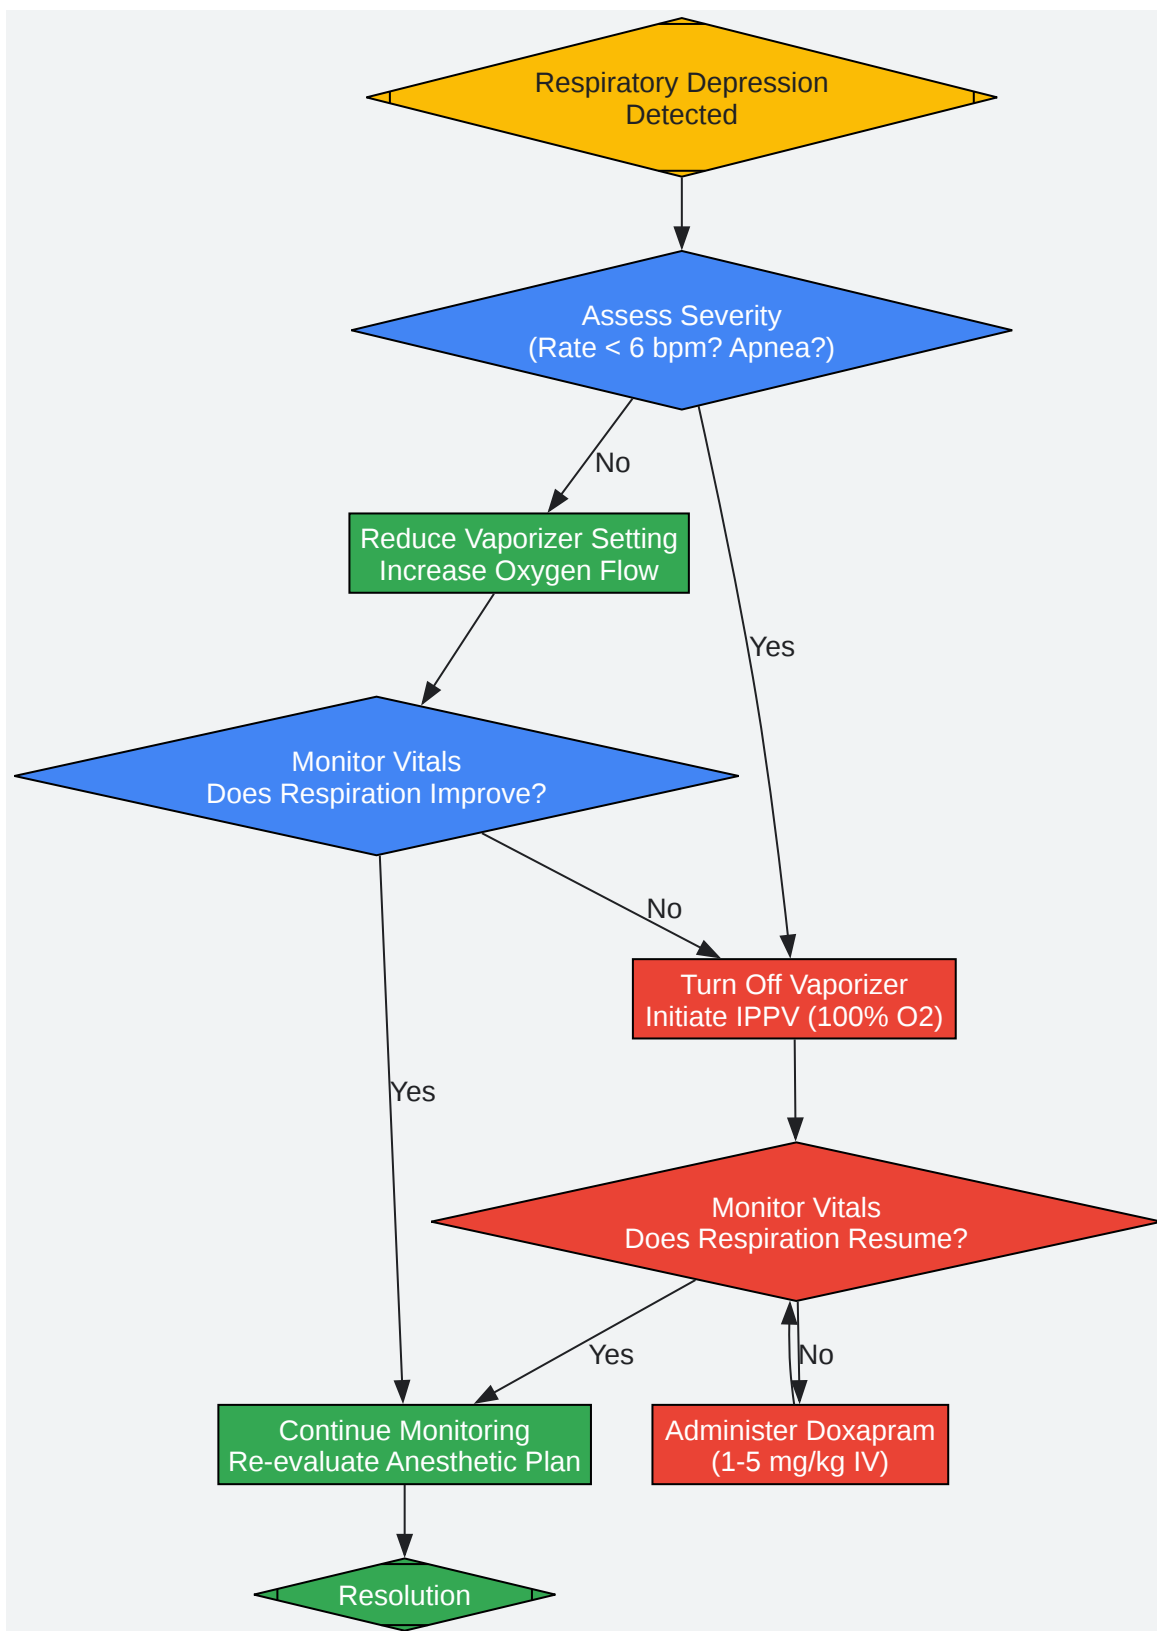 Respiratory Depression
Detected
Assess Severity
(Rate < 6 bpm? Apnea?)
No
Reduce Vaporizer Setting
Increase Oxygen Flow
Yes
Monitor Vitals
Does Respiration Improve?
No
Turn Off Vaporizer
Initiate IPPV (100% O2)
Yes
Monitor Vitals
Does Respiration Resume?
Yes
No
Continue Monitoring
Re-evaluate Anesthetic Plan
Administer Doxapram
(1-5 mg/kg IV)
Resolution